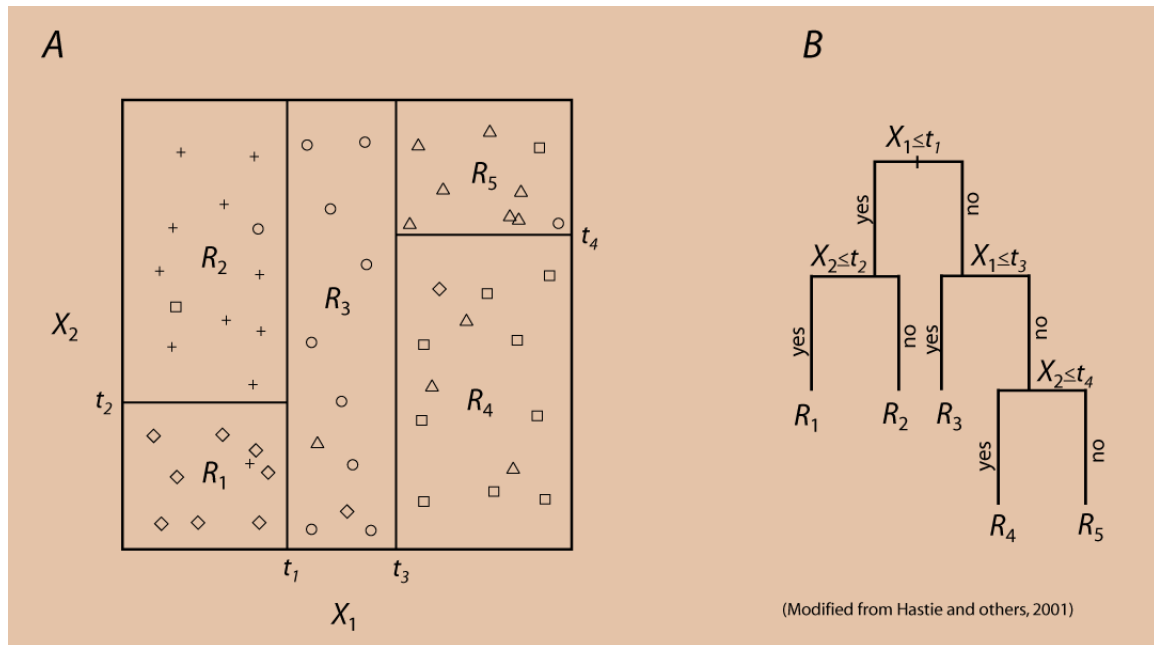 A
R₂
R₅
R₃
R₄
R₁
X₂
t₂
t₄
t₁
t₃
X₁
B
X₁≤t₁
yes
no
X₂≤t₂
X₁≤t₃
yes
no
yes
no
X₂≤t₄
R₁
R₂
R₃
yes
no
R₄
R₅
(Modified from Hastie and others, 2001)